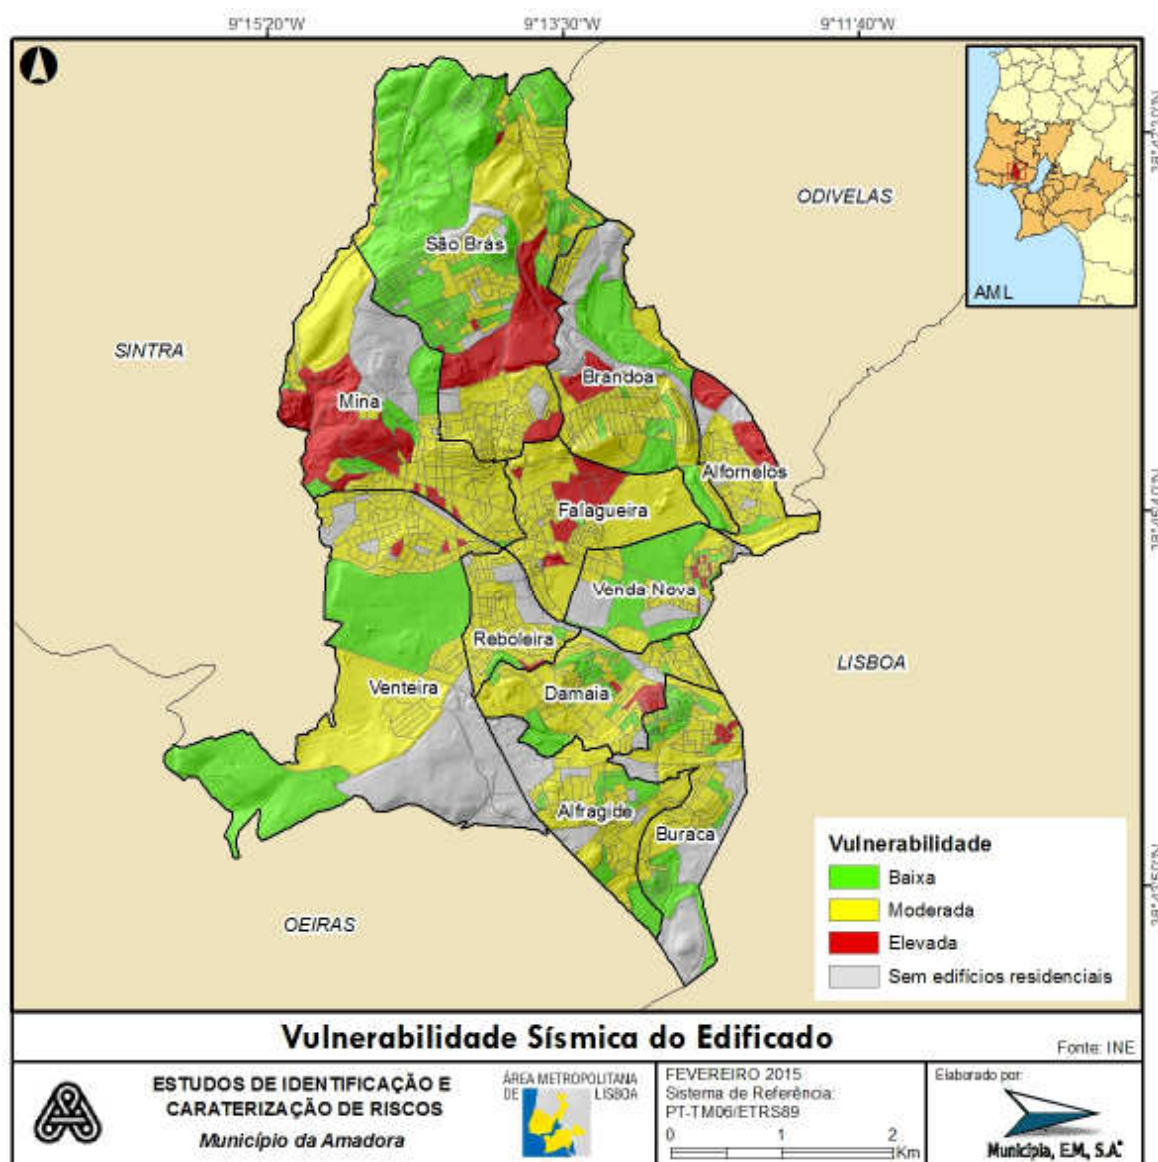 9°15'20"W
9°13'30"W
9°11'40"W
ODIVELAS
AML
São Brás
SINTRA
Brandoa
Mina
Alfornelos
Falagueira
Venda Nova
Reboleira
LISBOA
Venteira
Damaia
Alfragide
Buraca
OEIRAS
Vulnerabilidade
Baixa
Moderada
Elevada
Sem edifícios residenciais
Vulnerabilidade Sísmica do Edificado
Fonte: INE
ESTUDOS DE IDENTIFICAÇÃO E
CARATERIZAÇÃO DE RISCOS
Município da Amadora
ÁREA METROPOLITANA
DE LISBOA
FEVEREIRO 2015
Sistema de Referência:
PT-TM06/ETRS89
0 1 2
Km
Elaborado por:
Municípia, E.M., S.A.